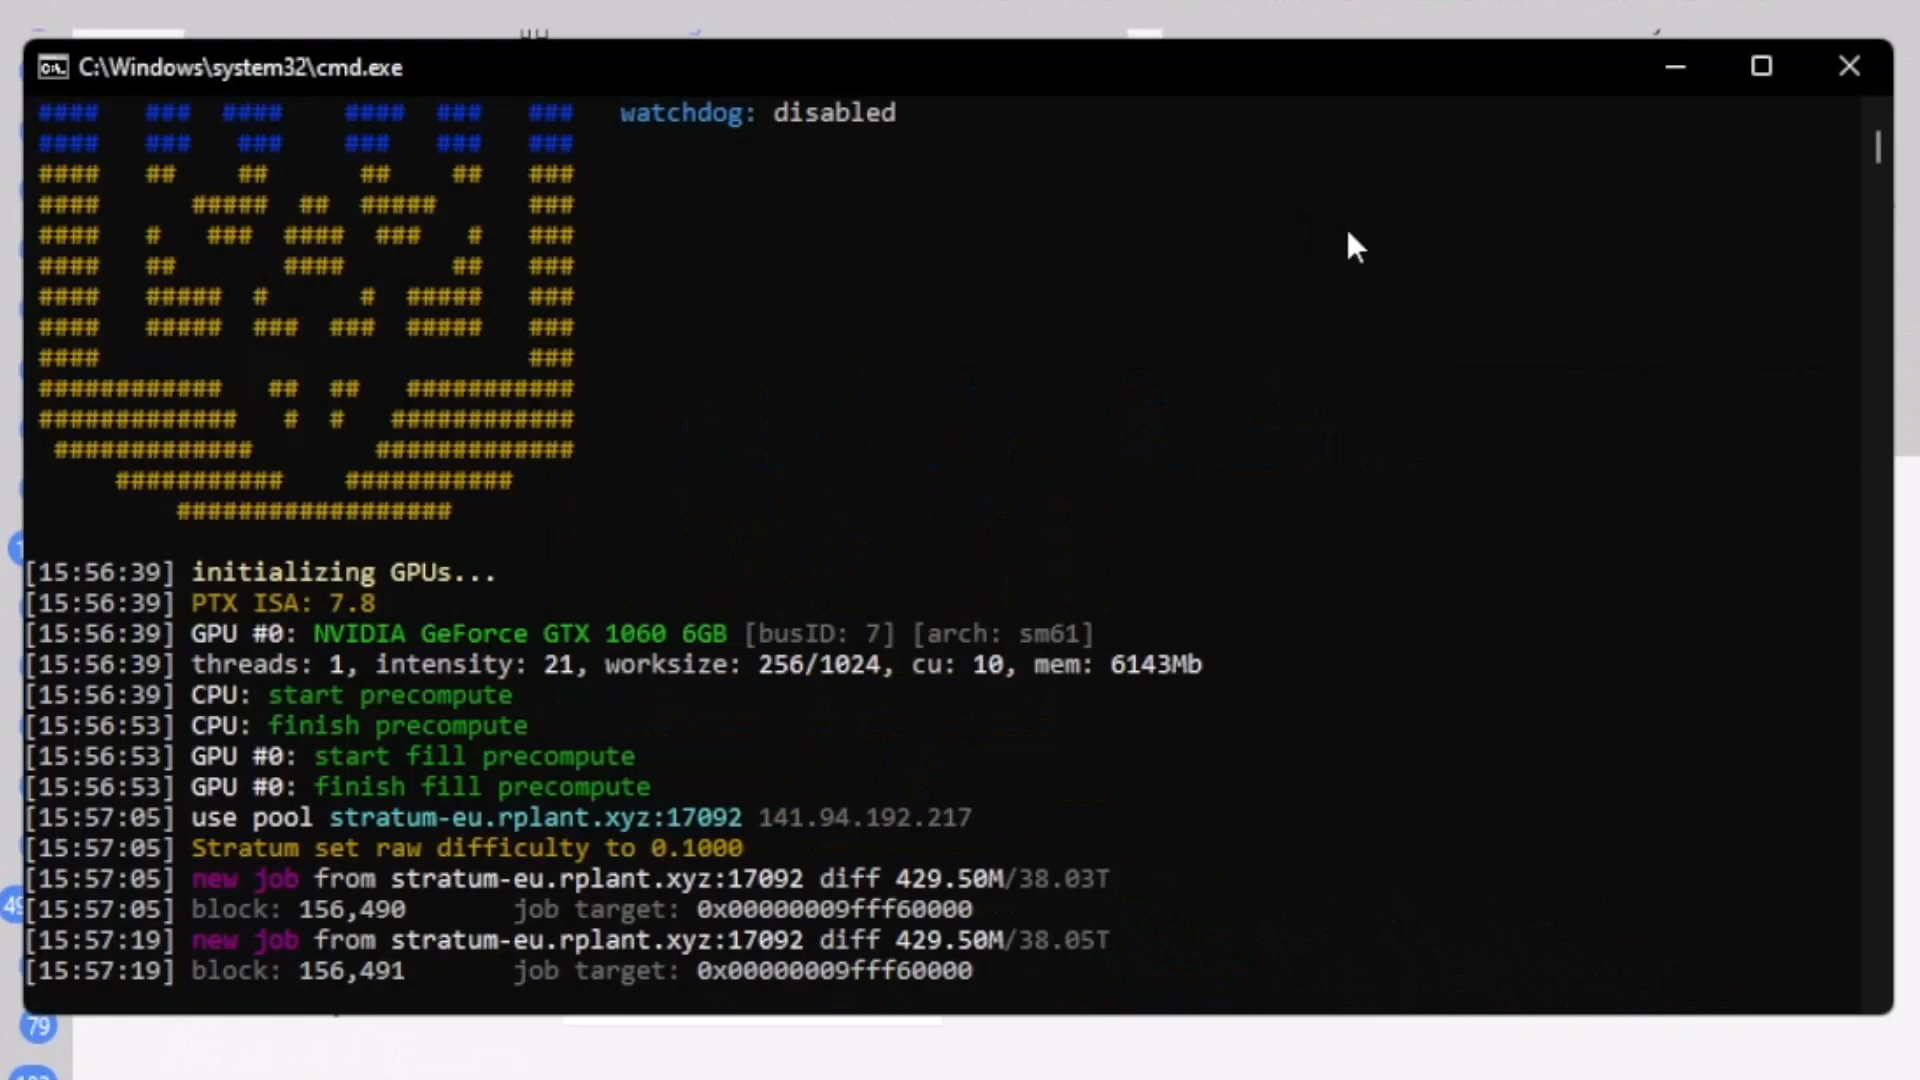 C:\Windows\system32\cmd.exe
#### ### #### #### ### ### watchdog: disabled
#### ### ### ### ### ###
#### ## ## ## ## ###
#### ##### ## ##### ###
#### # ### #### ### # ###
#### ## #### ## ###
#### ##### # # ##### ###
#### ##### ### ### ##### ###
#### ###
############ ## ## ###########
############# # # ############
############# #############
########### ###########
##################
[15:56:39] initializing GPUs...
[15:56:39] PTX ISA: 7.8
[15:56:39] GPU #0: NVIDIA GeForce GTX 1060 6GB [busID: 7] [arch: sm61]
[15:56:39] threads: 1, intensity: 21, worksize: 256/1024, cu: 10, mem: 6143Mb
[15:56:39] CPU: start precompute
[15:56:53] CPU: finish precompute
[15:56:53] GPU #0: start fill precompute
[15:56:53] GPU #0: finish fill precompute
[15:57:05] use pool stratum-eu.rplant.xyz:17092 141.94.192.217
[15:57:05] Stratum set raw difficulty to 0.1000
[15:57:05] new job from stratum-eu.rplant.xyz:17092 diff 429.50M/38.03T
[15:57:05] block: 156,490 job target: 0x00000009fff60000
[15:57:19] new job from stratum-eu.rplant.xyz:17092 diff 429.50M/38.05T
[15:57:19] block: 156,491 job target: 0x00000009fff60000
79